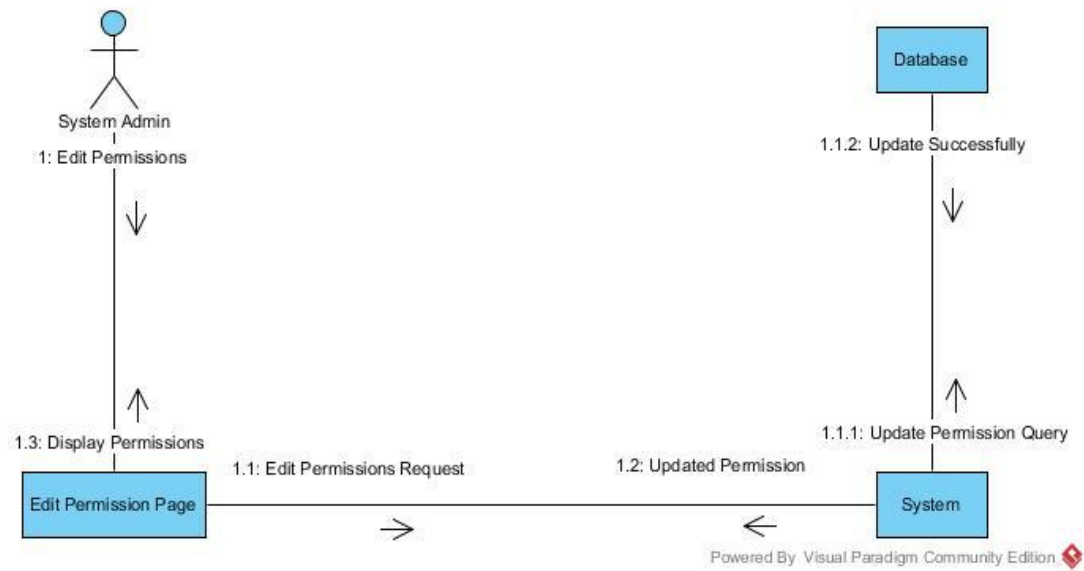 Database
System Admin
1: Edit Permissions
1.1.2: Update Successfully
1.3: Display Permissions
1.1.1: Update Permission Query
1.1: Edit Permissions Request
1.2: Updated Permission
Edit Permission Page
System
Powered By Visual Paradigm Community Edition